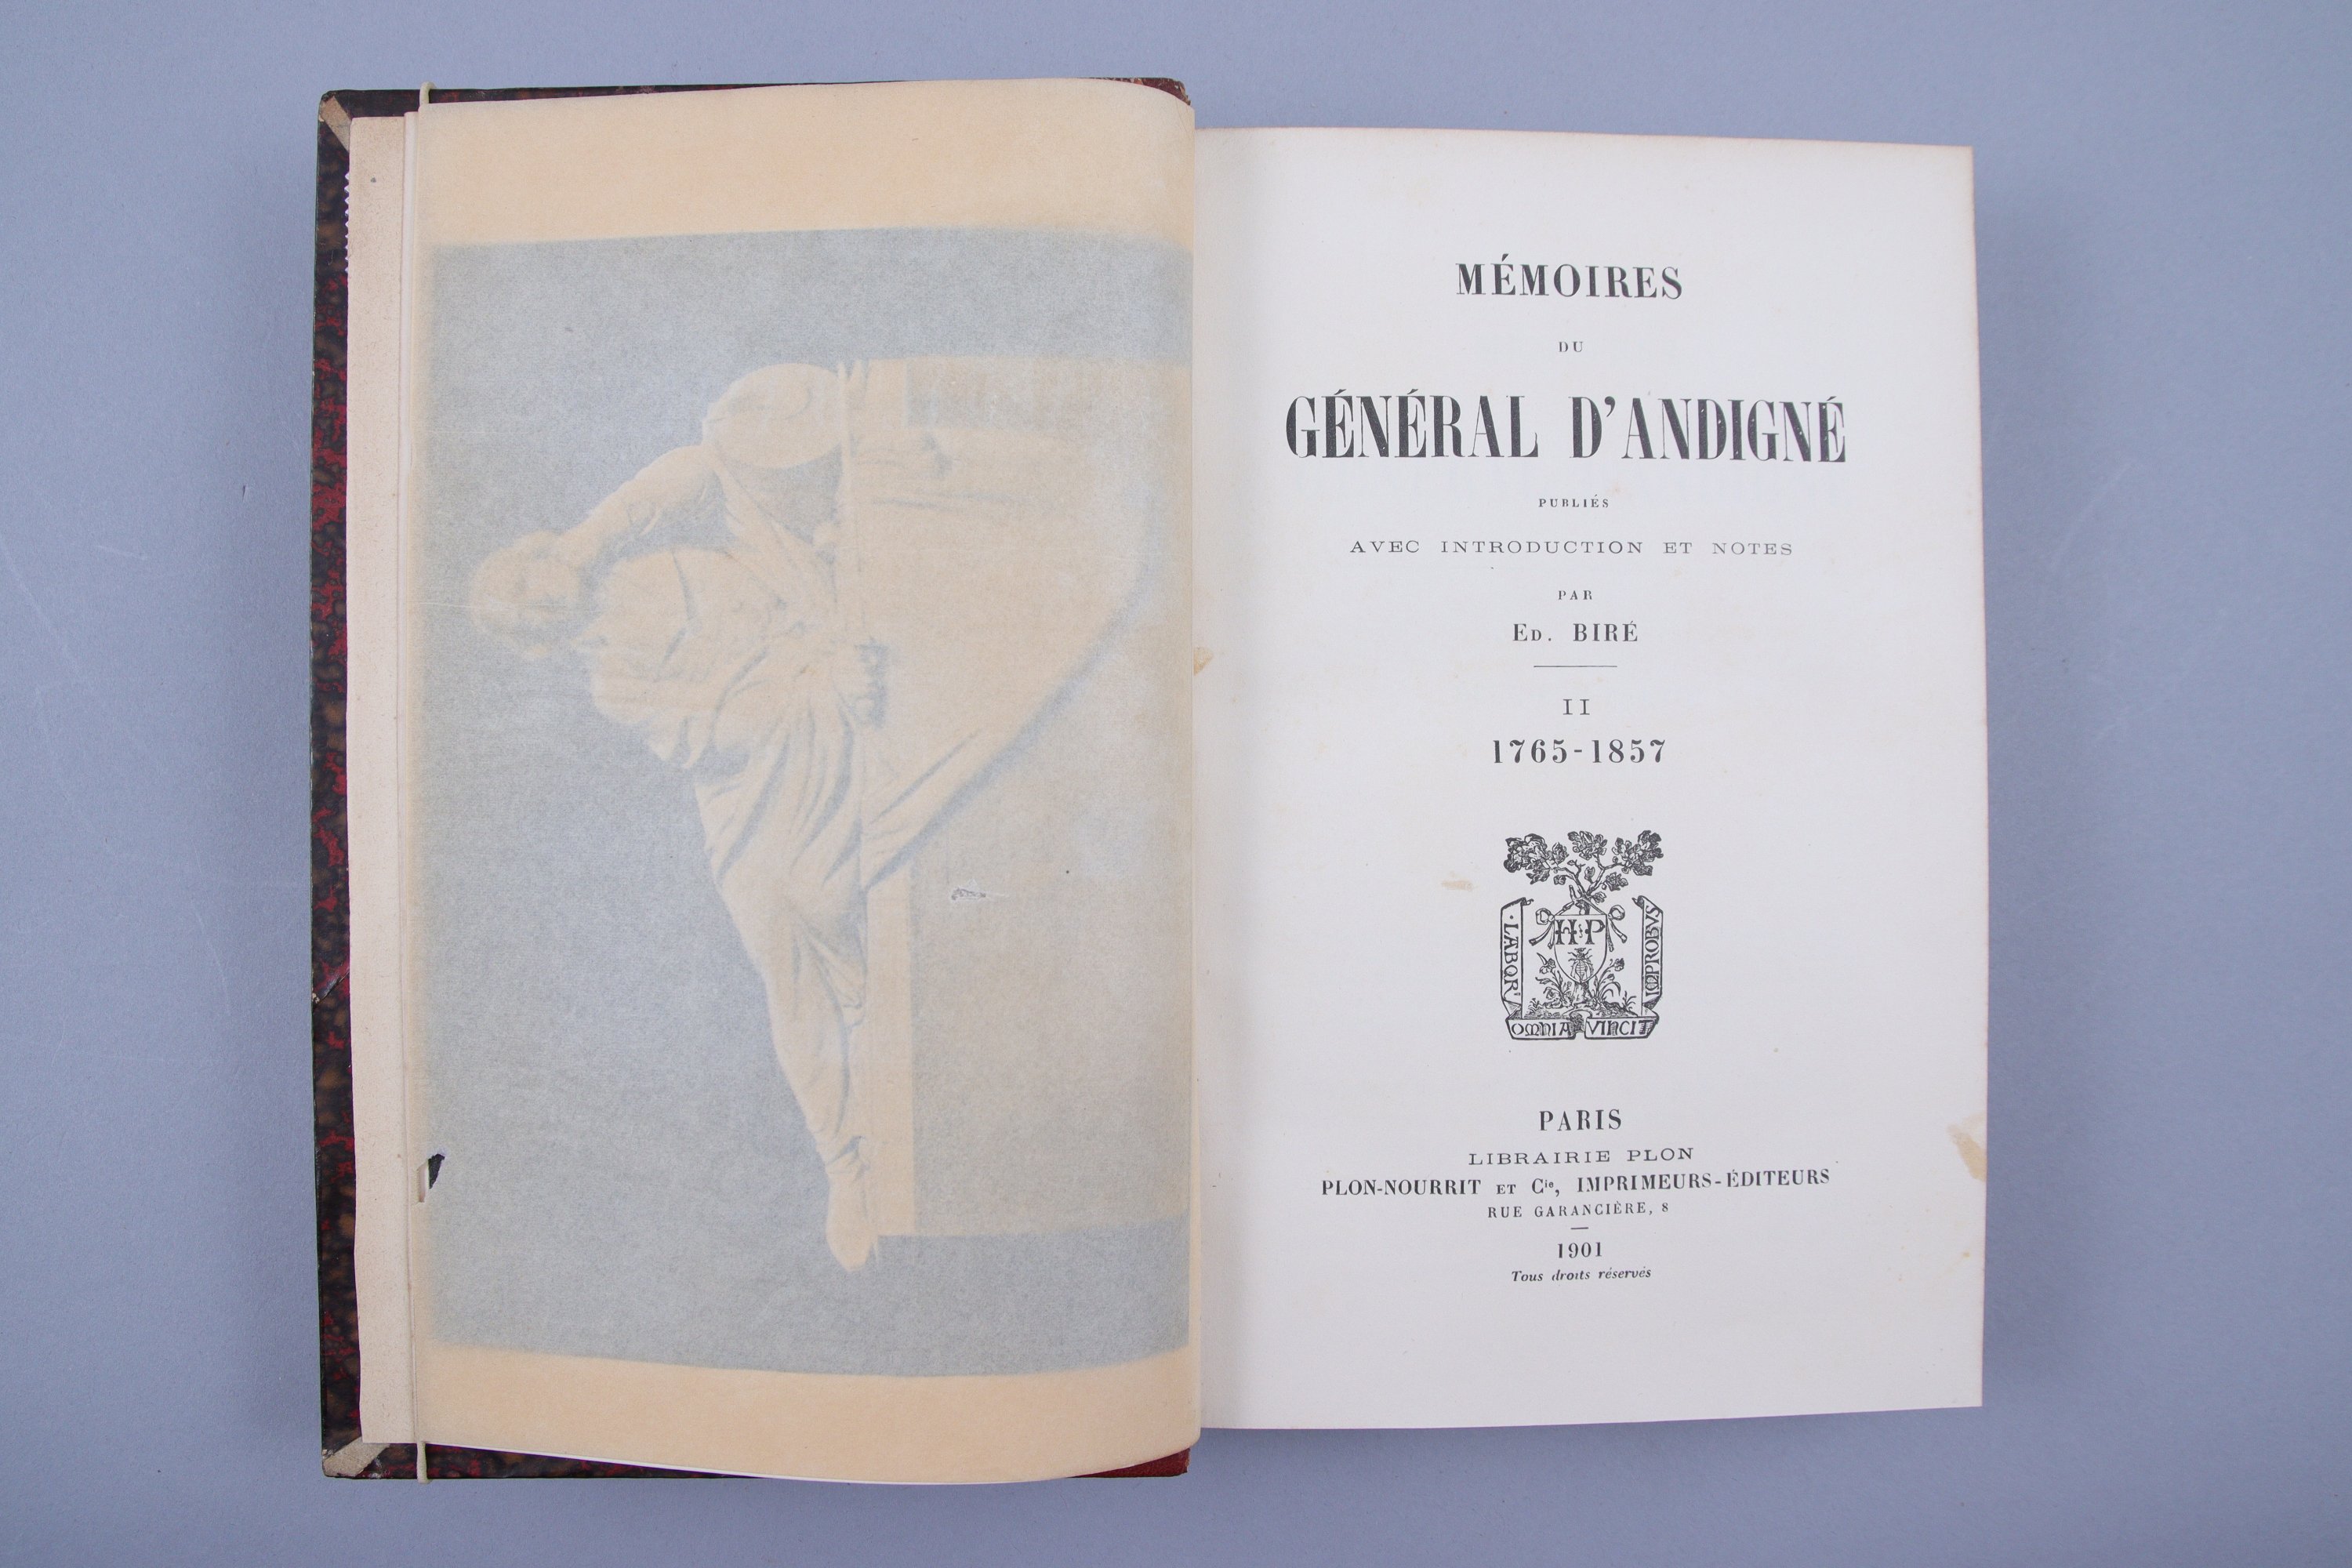 MÉMOIRES
DU
GÉNÉRAL D'ANDIGNÉ
PUBLIÉS
AVEC INTRODUCTION ET NOTES
PAR
ED. BIRÉ
II
1765-1857
H P
LABOR
IMPROBVS
OMNIA VINCIT
PARIS
LIBRAIRIE PLON
PLON-NOURRIT ET Cie, IMPRIMEURS-ÉDITEURS
RUE GARANCIÈRE, 8
1901
Tous droits réservés